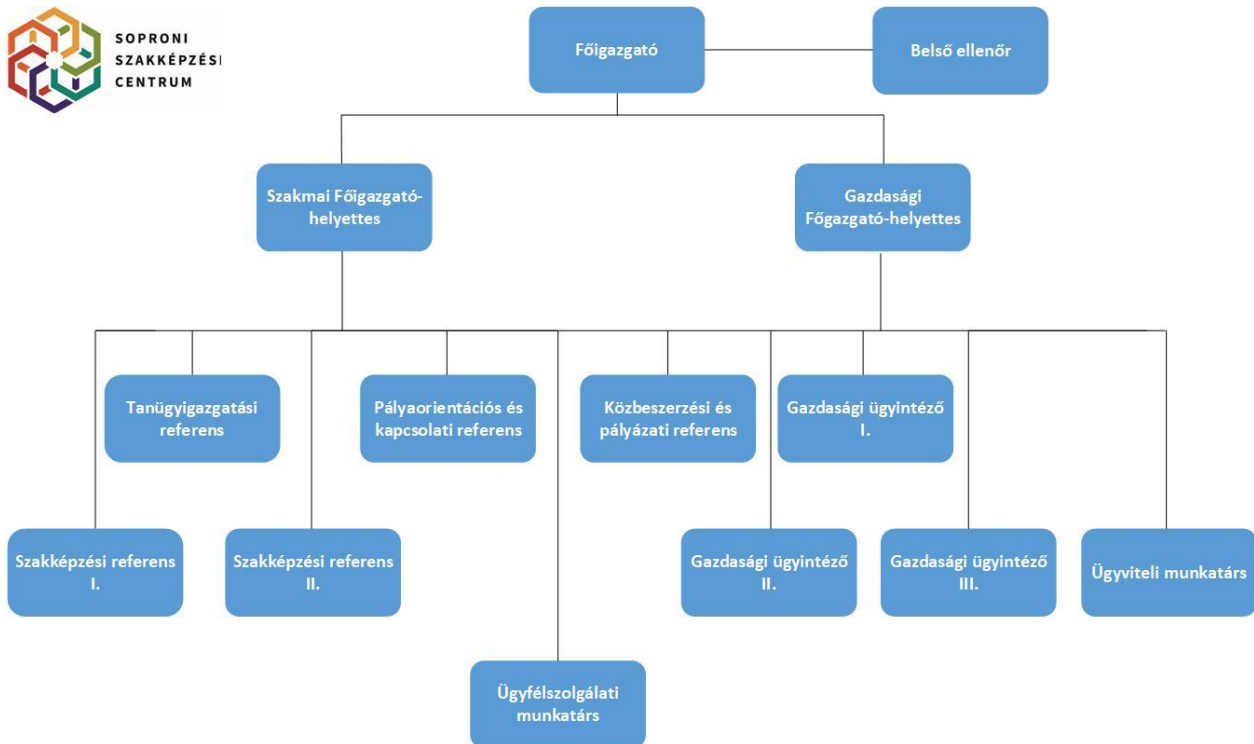 SOPRONI
SZAKKÉPZÉSI
CENTRUM
Főigazgató
Belső ellenőr
Szakmai Főigazgató-
helyettes
Gazdasági
Főgazgató-helyettes
Tanügyigazgatási
referens
Pályaorientációs és
kapcsolati referens
Közbeszerzési és
pályázati referens
Gazdasági ügyintéző
I.
Szakképzési referens
I.
Szakképzési referens
II.
Gazdasági ügyintéző
II.
Gazdasági ügyintéző
III.
Ügyviteli munkatárs
Ügyfélszolgálati
munkatárs